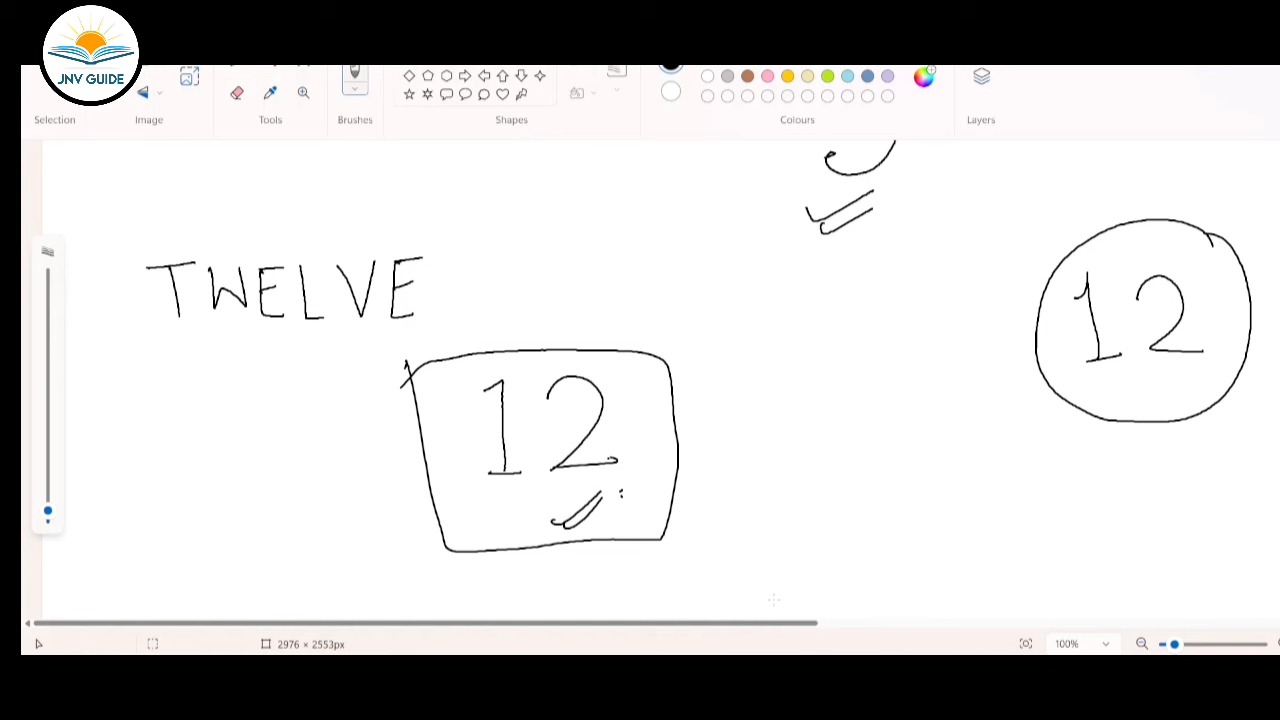 JNV GUIDE
Selection
Image
Tools
Brushes
Shapes
Colours
Layers
TWELVE
12
12
2976 × 2553px
100%